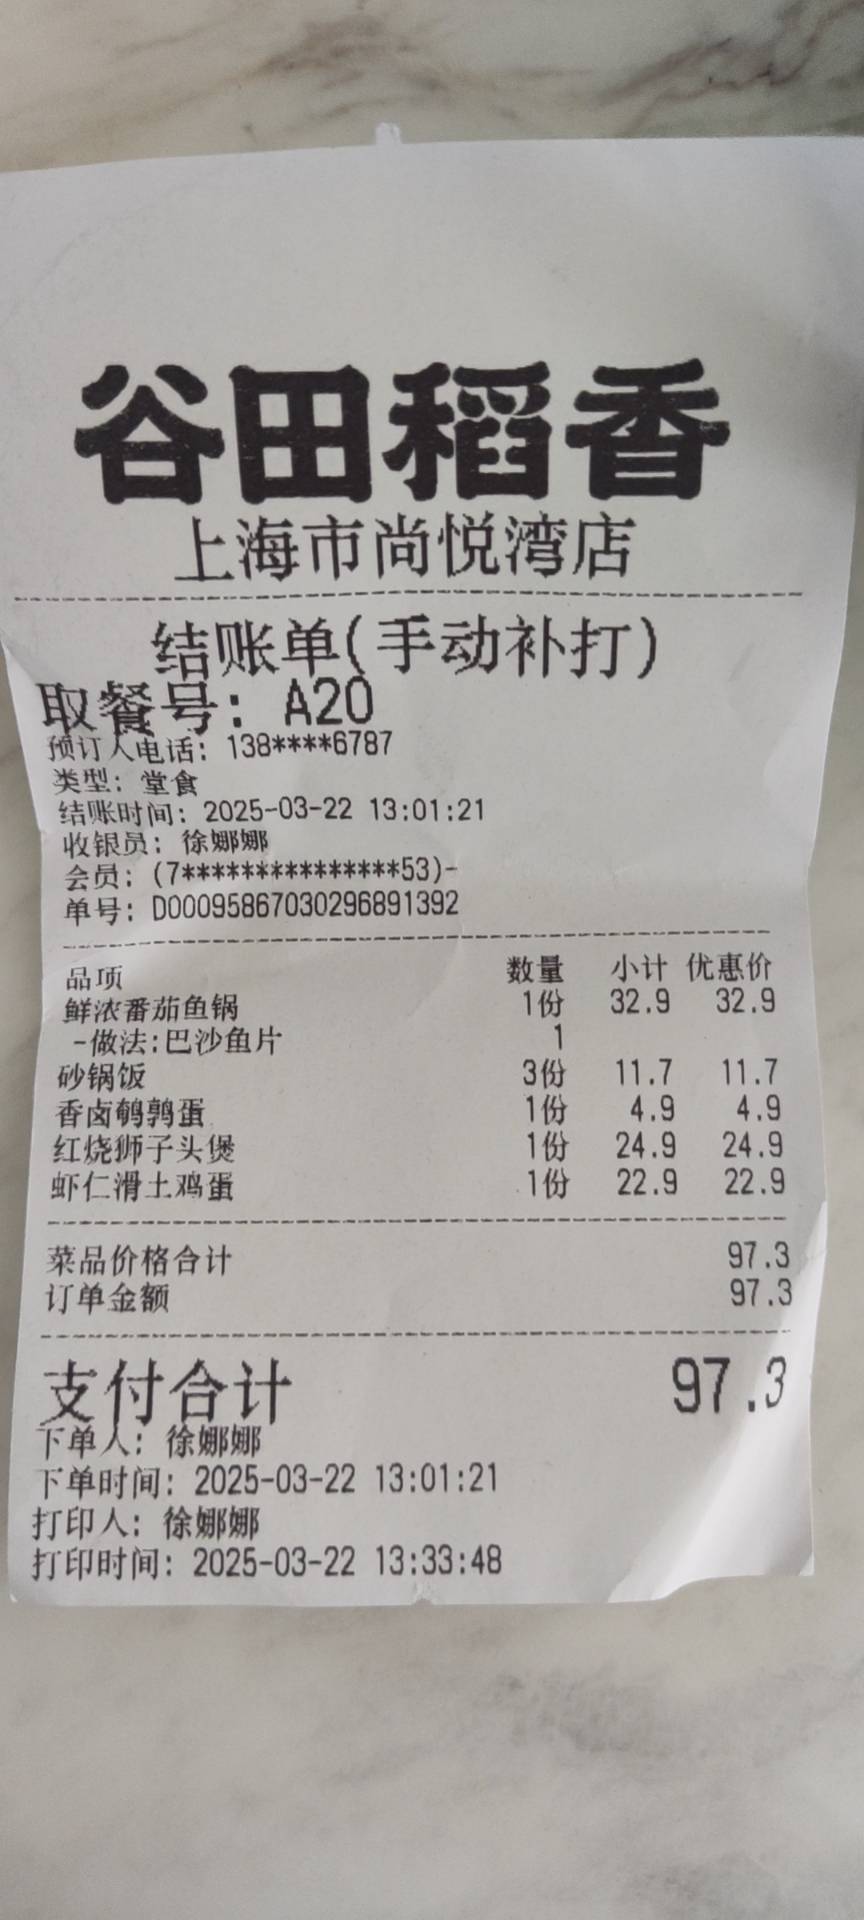 谷田稻香
上海市尚悦湾店
结账单(手动补打)
取餐号: A20
预订人电话: 138****6787
类型: 堂食
结账时间: 2025-03-22 13:01:21
收银员: 徐娜娜
会员: (7***************53)-
单号: D000958670302968​91392
品项 数量 小计 优惠价
鲜浓番茄鱼锅 1份 32.9 32.9
-做法:巴沙鱼片 1
砂锅饭 3份 11.7 11.7
香卤鹌鹑蛋 1份 4.9 4.9
红烧狮子头煲 1份 24.9 24.9
虾仁滑土鸡蛋 1份 22.9 22.9
菜品价格合计 97.3
订单金额 97.3
支付合计 97.3
下单人: 徐娜娜
下单时间: 2025-03-22 13:01:21
打印人: 徐娜娜
打印时间: 2025-03-22 13:33:48